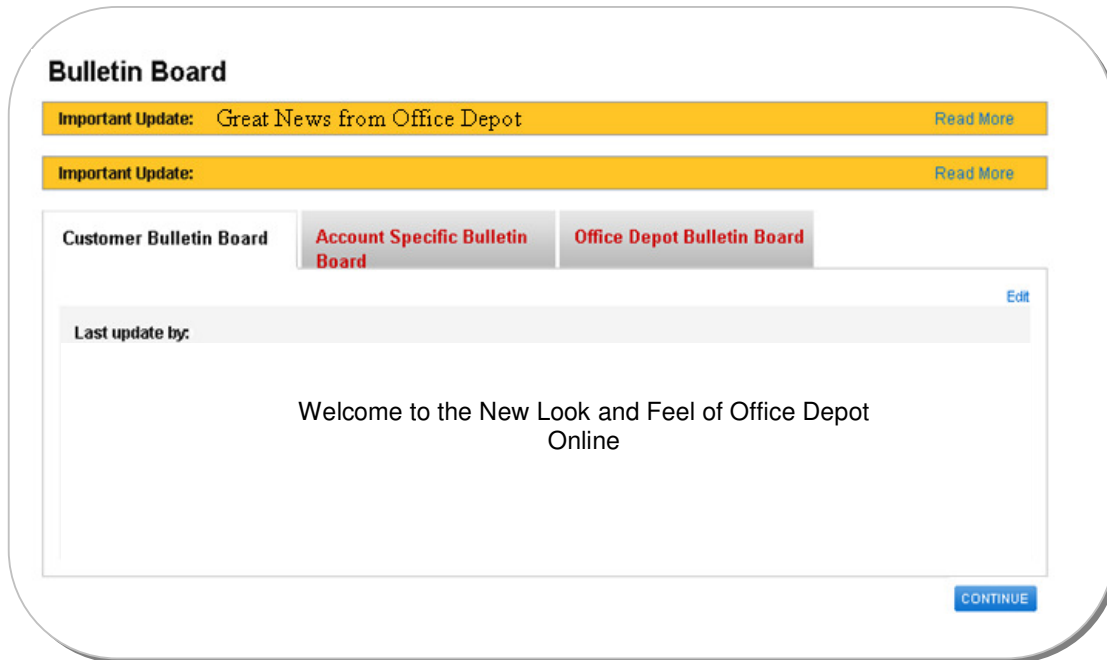 Bulletin Board
Important Update: Great News from Office Depot Read More
Important Update: Read More
Customer Bulletin Board
Account Specific Bulletin
Board
Office Depot Bulletin Board
Edit
Last update by:
Welcome to the New Look and Feel of Office Depot
Online
CONTINUE